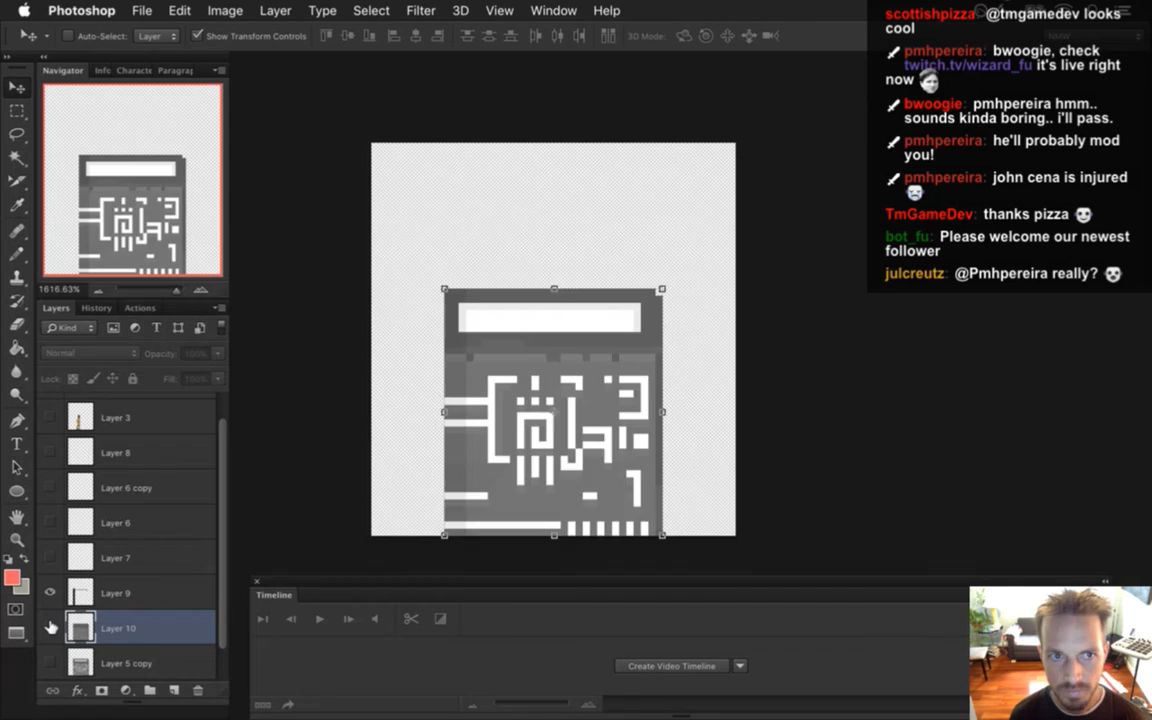 Photoshop File Edit Image Layer Type Select Filter 3D View Window Help
Auto-Select: Layer Show Transform Controls 3D Mode:
Navigator Info Characte Paragraj
1616.63%
Layers History Actions
Kind
Normal Opacity: 100%
Lock: Fill: 100%
Layer 3
Layer 8
Layer 6 copy
Layer 6
Layer 7
Layer 9
Layer 10
Layer 5 copy
Timeline
Create Video Timeline
scottishpizza: @tmgamedev looks
cool
pmhpereira: bwoogie, check
twitch.tv/wizard_fu it's live right
now
bwoogie: pmhpereira hmm..
sounds kinda boring.. i'll pass.
pmhpereira: he'll probably mod
you!
pmhpereira: john cena is injured
TmGameDev: thanks pizza
bot_fu: Please welcome our newest
follower
julcreutz: @Pmhpereira really?